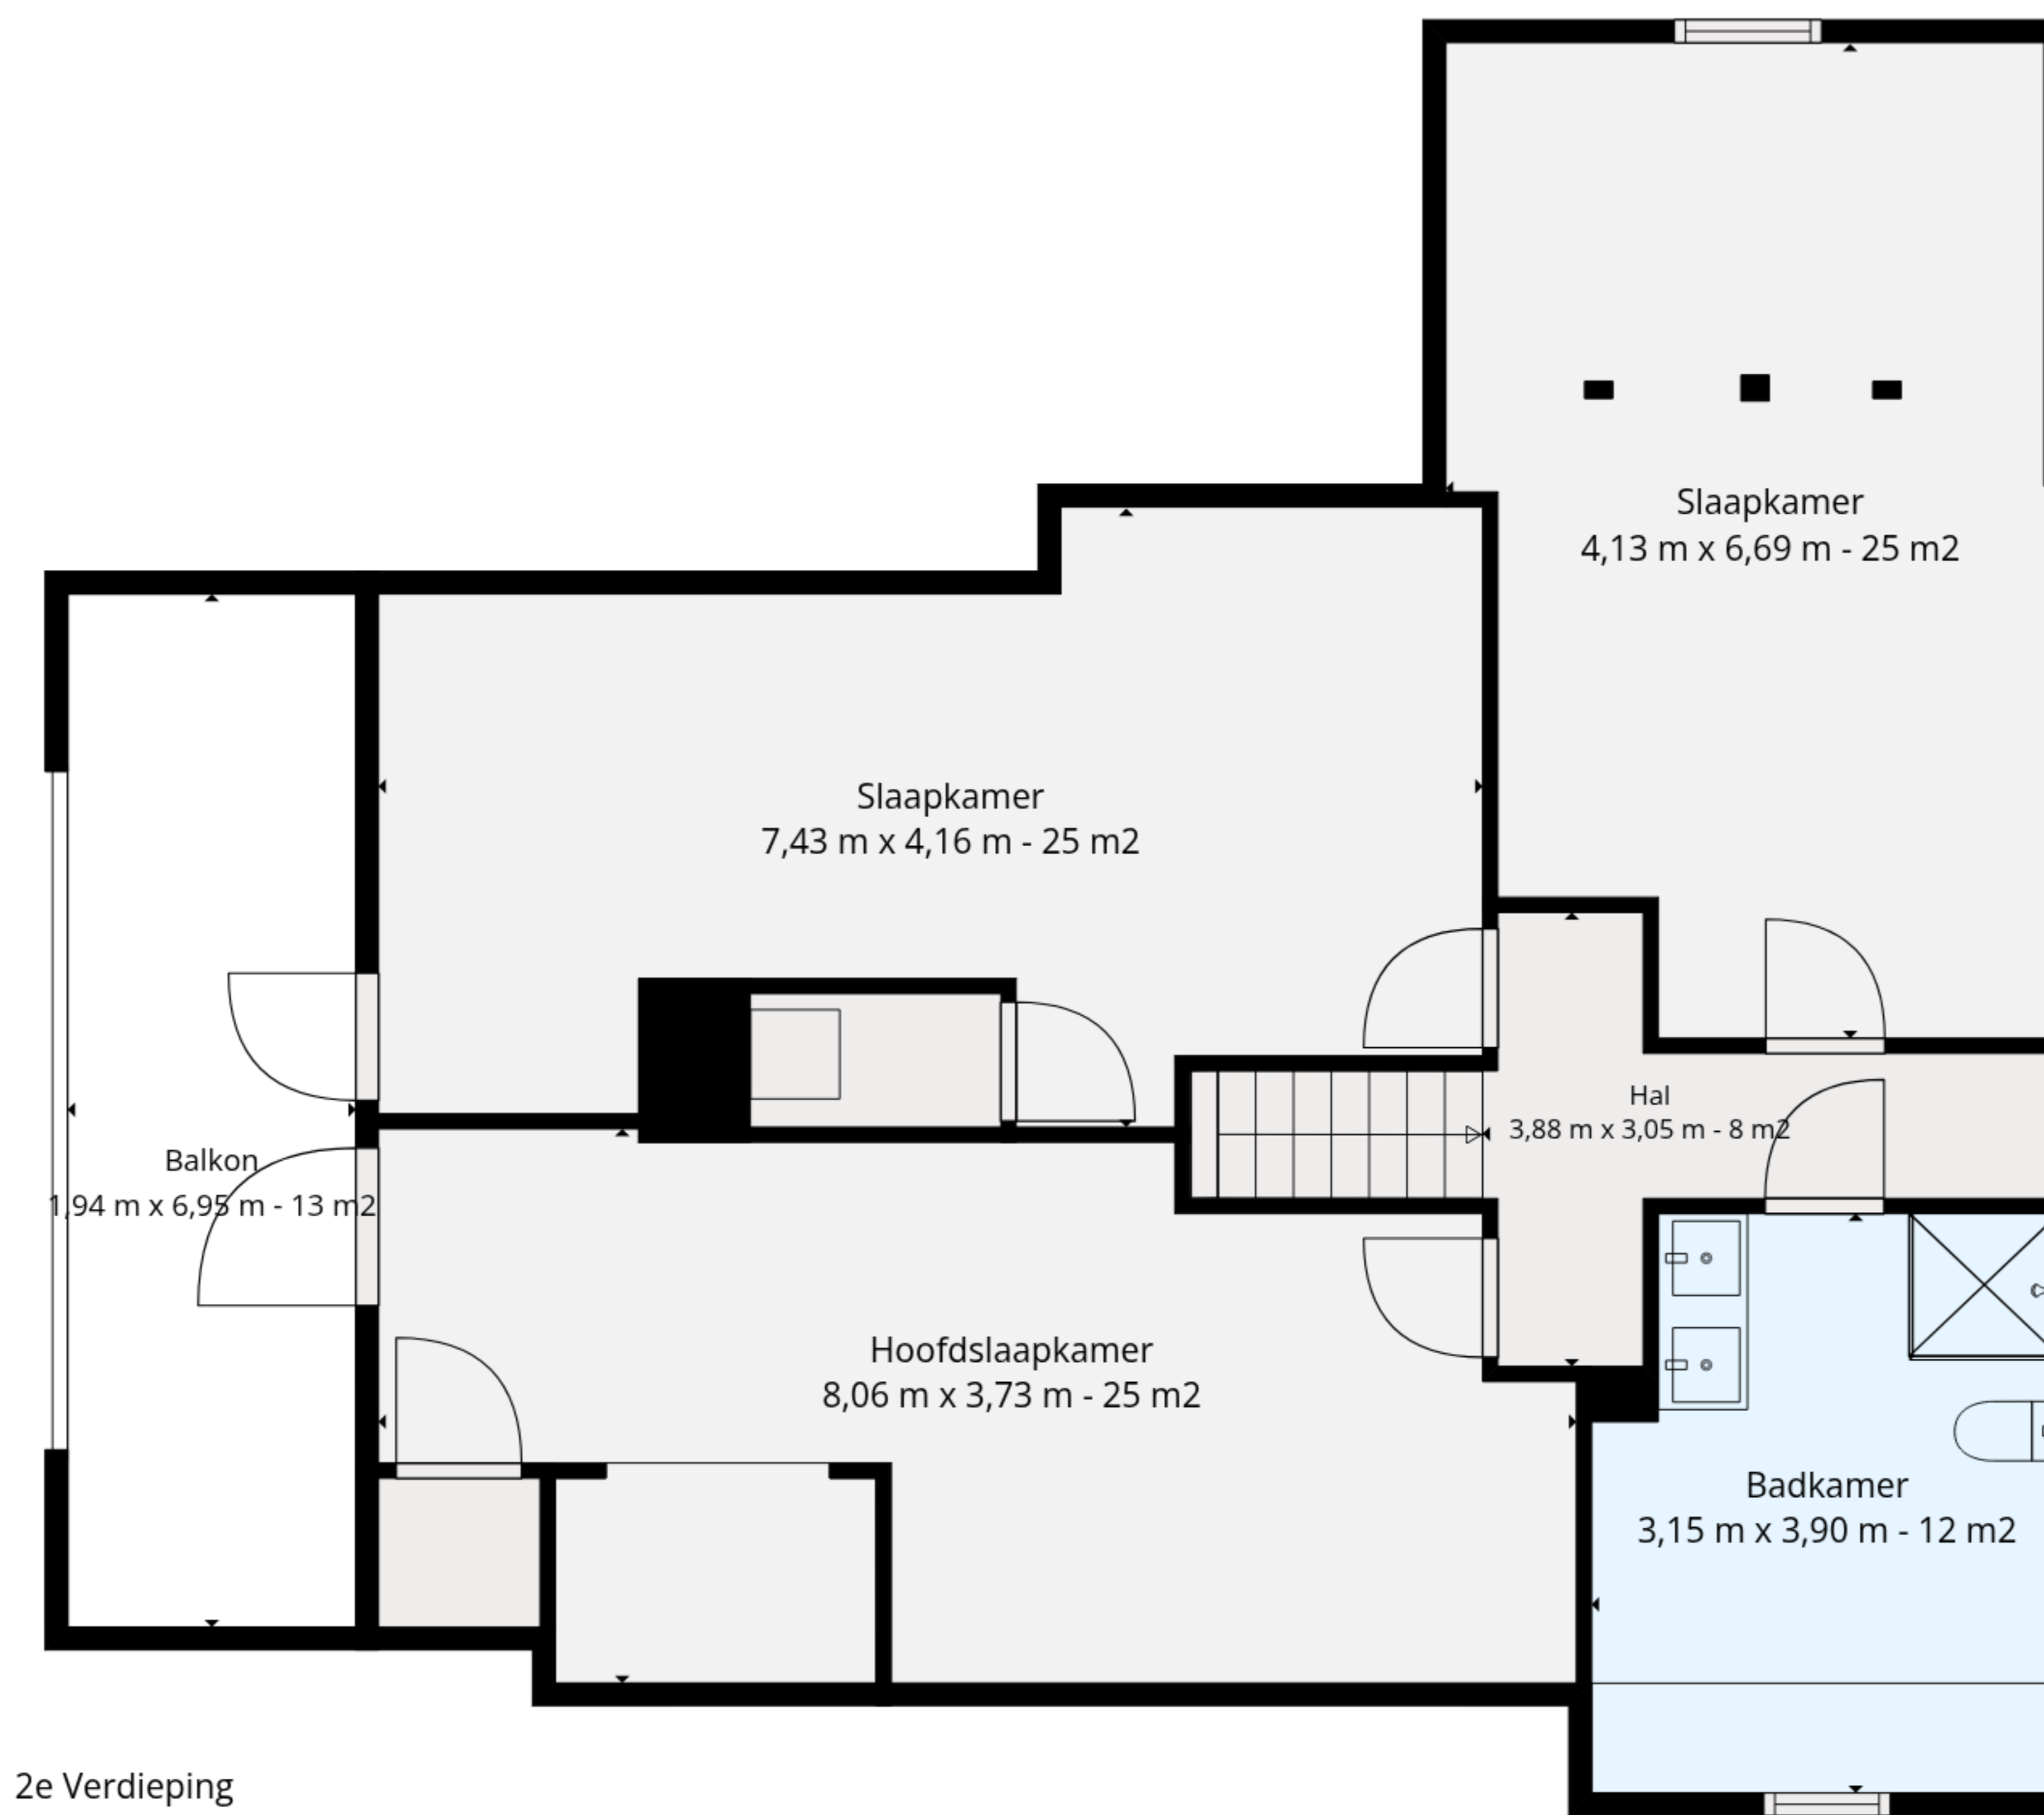 Slaapkamer
4,13 m x 6,69 m - 25 m2
Slaapkamer
7,43 m x 4,16 m - 25 m2
Hal
3,88 m x 3,05 m - 8 m2
Balkon
1,94 m x 6,95 m - 13 m2
Hoofdslaapkamer
8,06 m x 3,73 m - 25 m2
Badkamer
3,15 m x 3,90 m - 12 m2
2e Verdieping